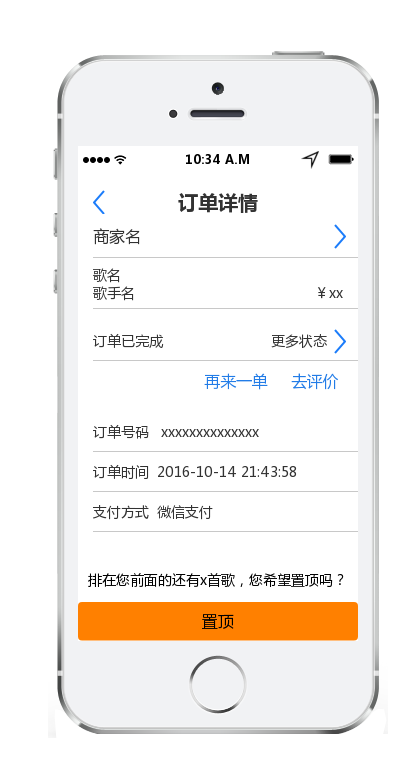 10:34 A.M
订单详情
商家名
歌名
歌手名 ¥xx
订单已完成 更多状态
再来一单 去评价
订单号码 xxxxxxxxxxxxxx
订单时间 2016-10-14 21:43:58
支付方式 微信支付
排在您前面的还有x首歌，您希望置顶吗？
置顶